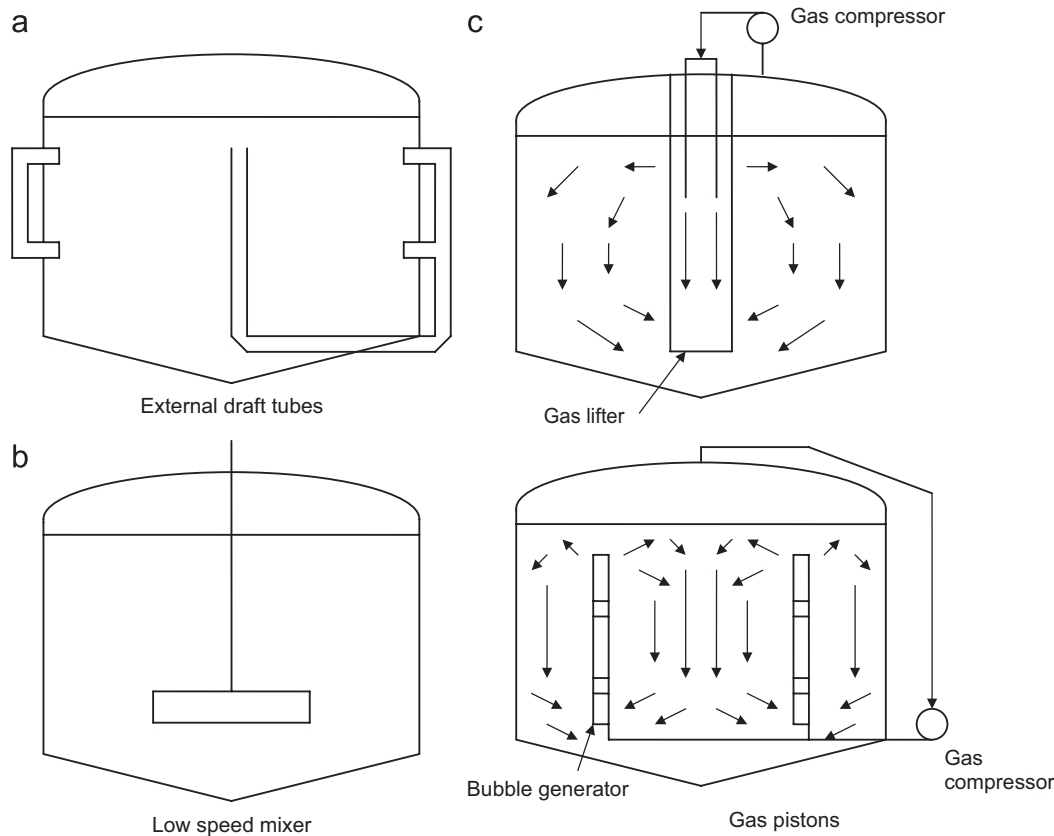 a
External draft tubes
b
Low speed mixer
c
Gas compressor
Gas lifter
Bubble generator
Gas
compressor
Gas pistons